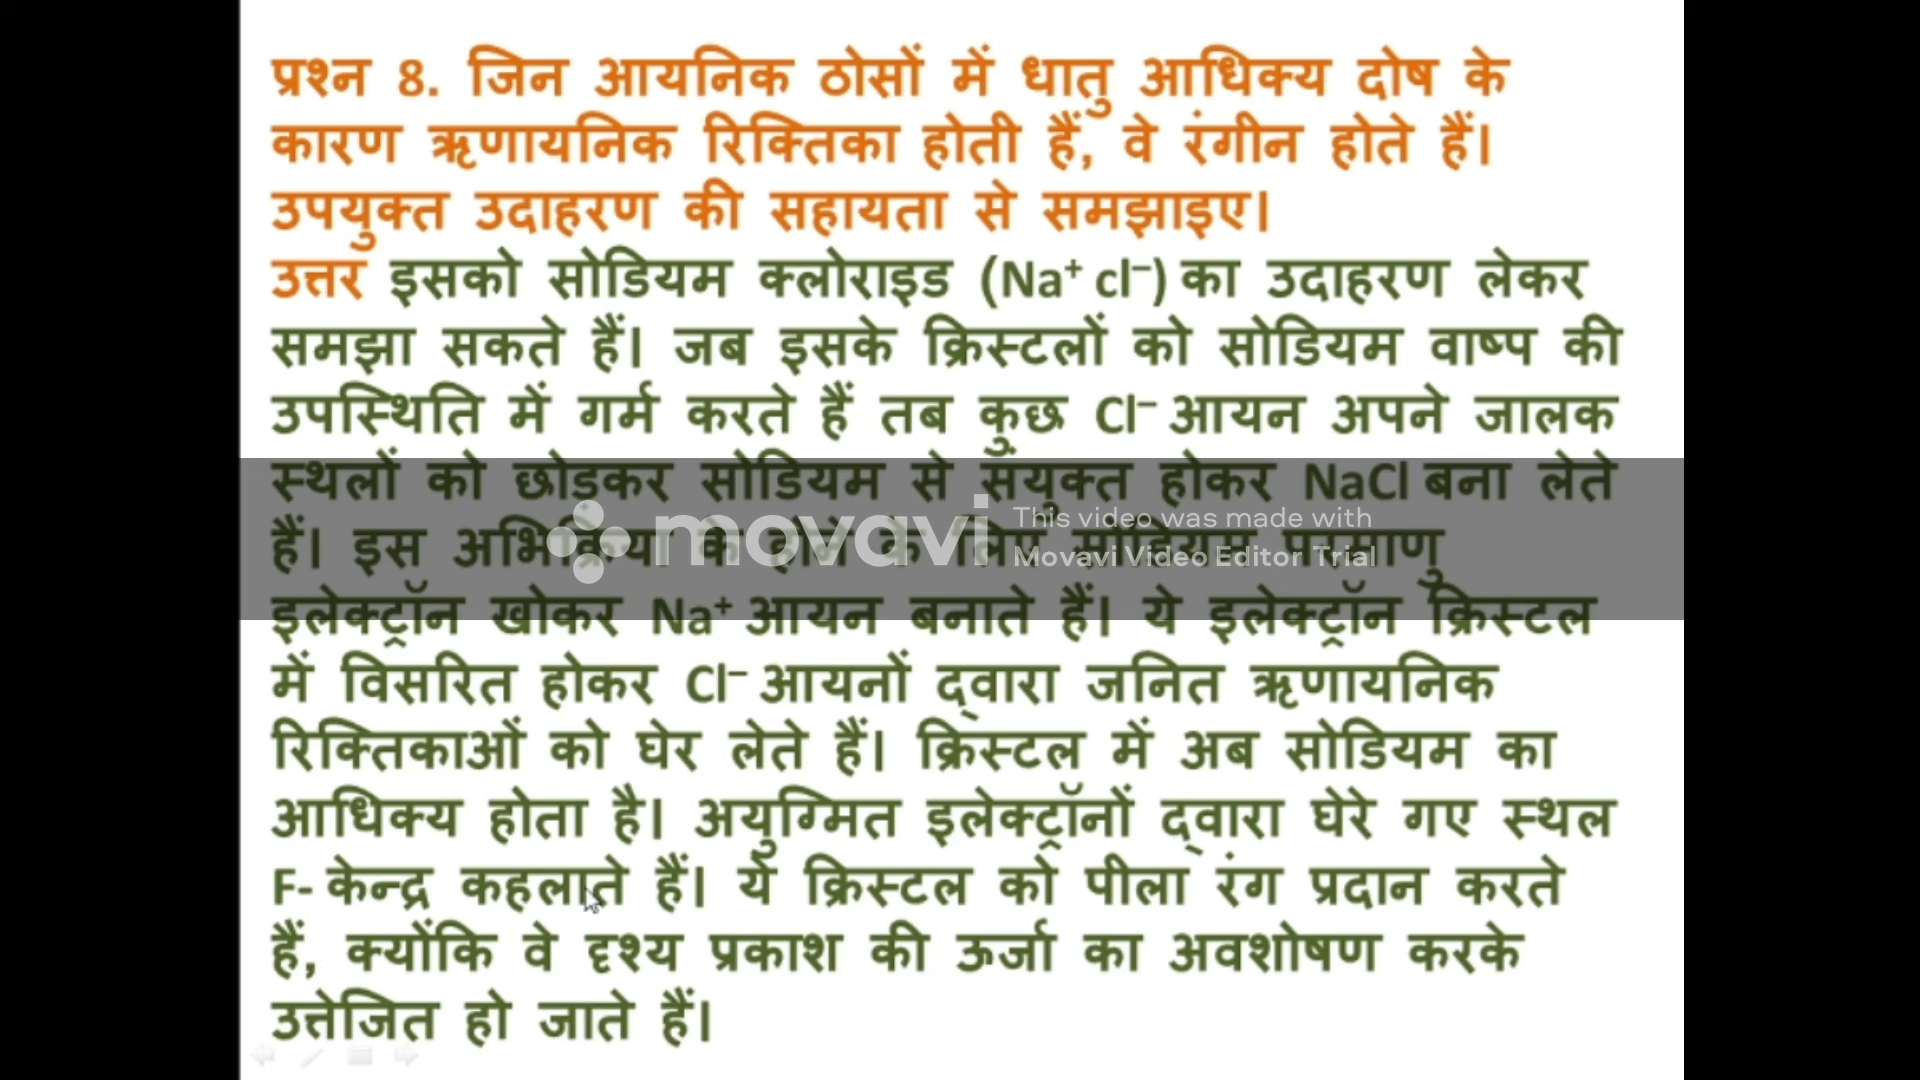 प्रश्न 8. जिन आयनिक ठोसों में धातु आधिक्य दोष के
कारण ऋणायनिक रिक्तिका होती हैं, वे रंगीन होते हैं।
उपयुक्त उदाहरण की सहायता से समझाइए।
उत्तर इसको सोडियम क्लोराइड (Na⁺ cl⁻) का उदाहरण लेकर
समझा सकते हैं। जब इसके क्रिस्टलों को सोडियम वाष्प की
उपस्थिति में गर्म करते हैं तब कुछ Cl⁻ आयन अपने जालक
स्थलों को छोड़कर सोडियम से संयुक्त होकर NaCl बना लेते
हैं। इस अभिक्रिया के होने के लिए सोडियम परमाणु
movavi
This video was made with
Movavi Video Editor Trial
इलेक्ट्रॉन खोकर Na⁺ आयन बनाते हैं। ये इलेक्ट्रॉन क्रिस्टल
में विसरित होकर Cl⁻ आयनों द्वारा जनित ऋणायनिक
रिक्तिकाओं को घेर लेते हैं। क्रिस्टल में अब सोडियम का
आधिक्य होता है। अयुग्मित इलेक्ट्रॉनों द्वारा घेरे गए स्थल
F- केन्द्र कहलाते हैं। ये क्रिस्टल को पीला रंग प्रदान करते
हैं, क्योंकि वे दृश्य प्रकाश की ऊर्जा का अवशोषण करके
उत्तेजित हो जाते हैं।